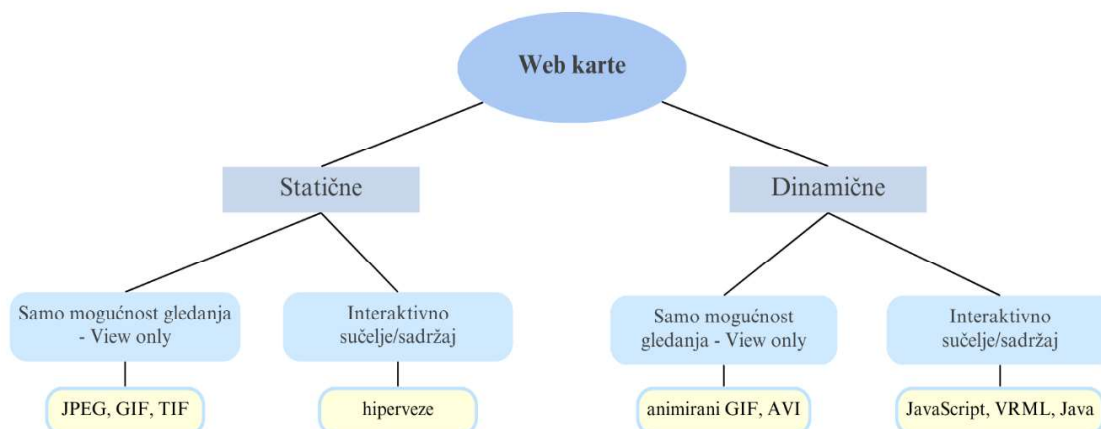 Web karte
Statične
Dinamične
Samo mogućnost gledanja
- View only
Interaktivno
sučelje/sadržaj
Samo mogućnost
gledanja - View only
Interaktivno
sučelje/sadržaj
JPEG, GIF, TIF
hiperveze
animirani GIF, AVI
JavaScript, VRML, Java